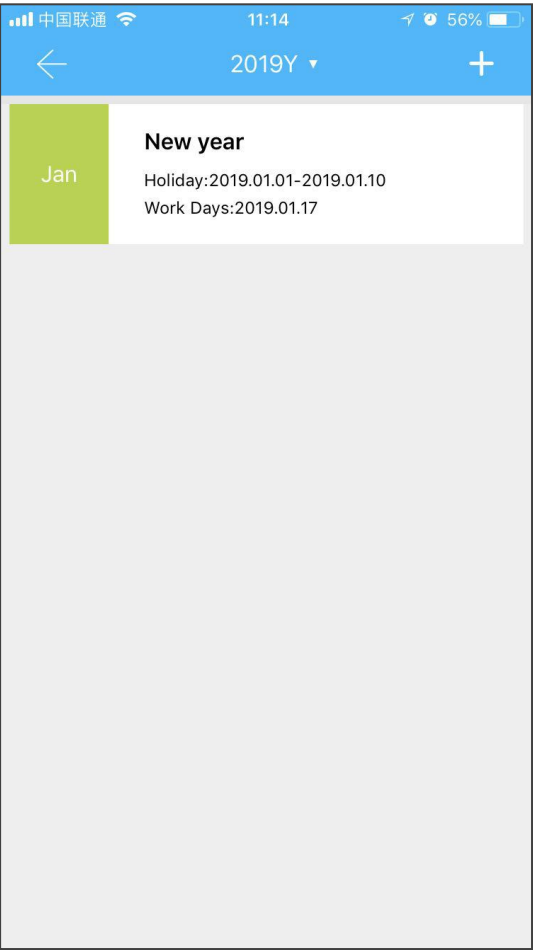 中国联通 11:14 56%
2019Y
Jan
New year
Holiday:2019.01.01-2019.01.10
Work Days:2019.01.17